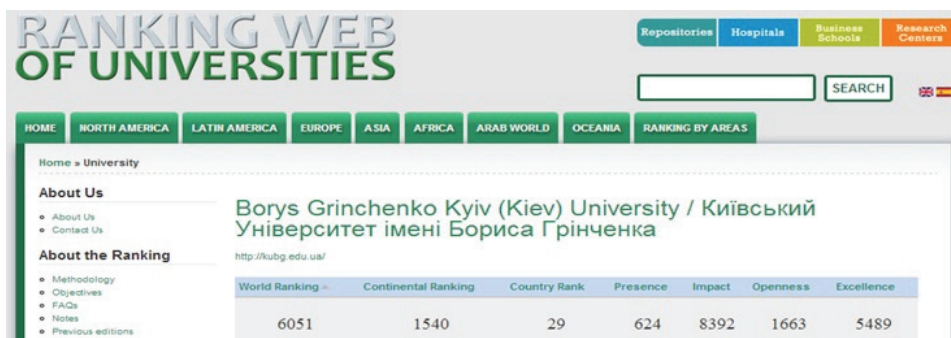 RANKING WEB
OF UNIVERSITIES
Repositories Hospitals Business Schools Research Centers
SEARCH
HOME NORTH AMERICA LATIN AMERICA EUROPE ASIA AFRICA ARAB WORLD OCEANIA RANKING BY AREAS
Home » University
About Us
About Us
Contact Us
About the Ranking
Methodology
Objectives
FAQs
Notes
Previous editions
Borys Grinchenko Kyiv (Kiev) University / Київський
Університет імені Бориса Грінченка
http://kubg.edu.ua/
World Ranking Continental Ranking Country Rank Presence Impact Openness Excellence
6051 1540 29 624 8392 1663 5489